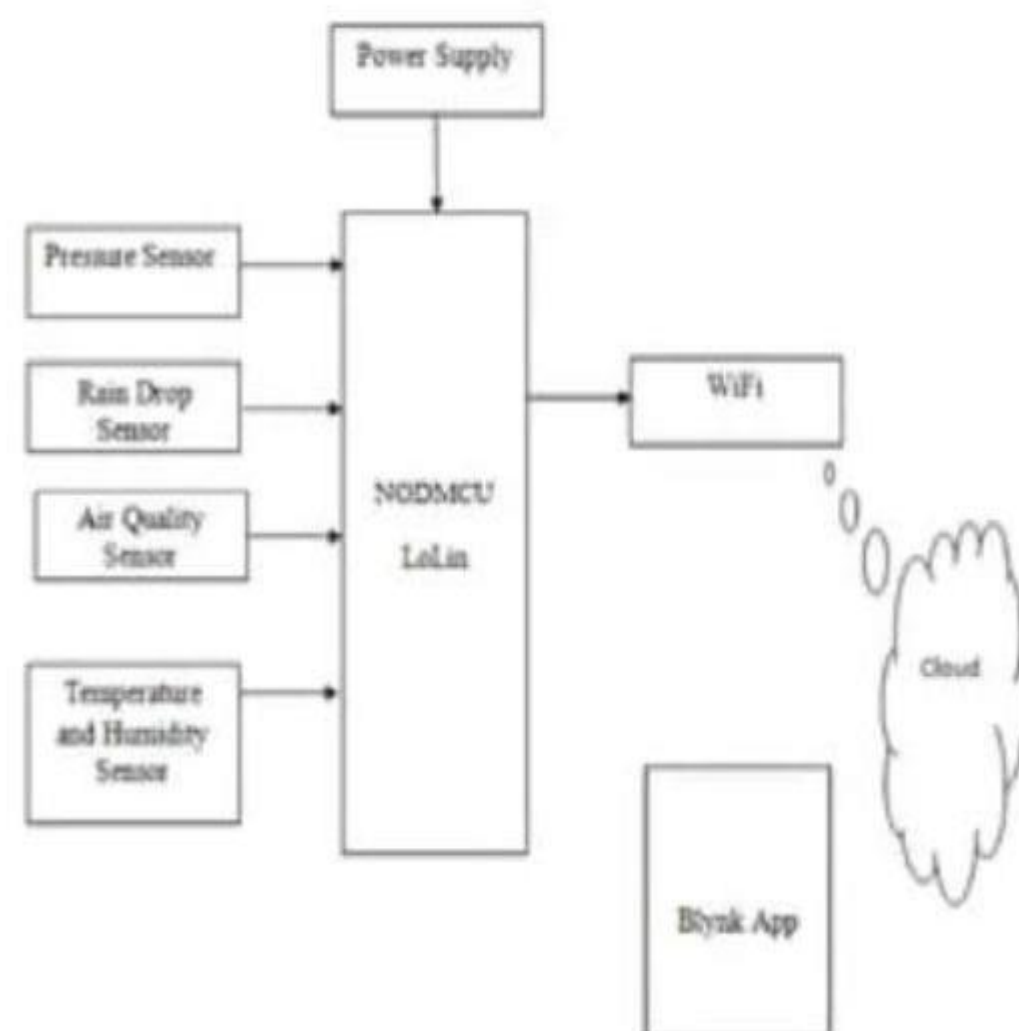 Power Supply
Pressure Sensor
Rain Drop
Sensor
Air Quality
Sensor
Temperature
and Humidity
Sensor
NODMCU
LoLin
WiFi
Cloud
Blynk App